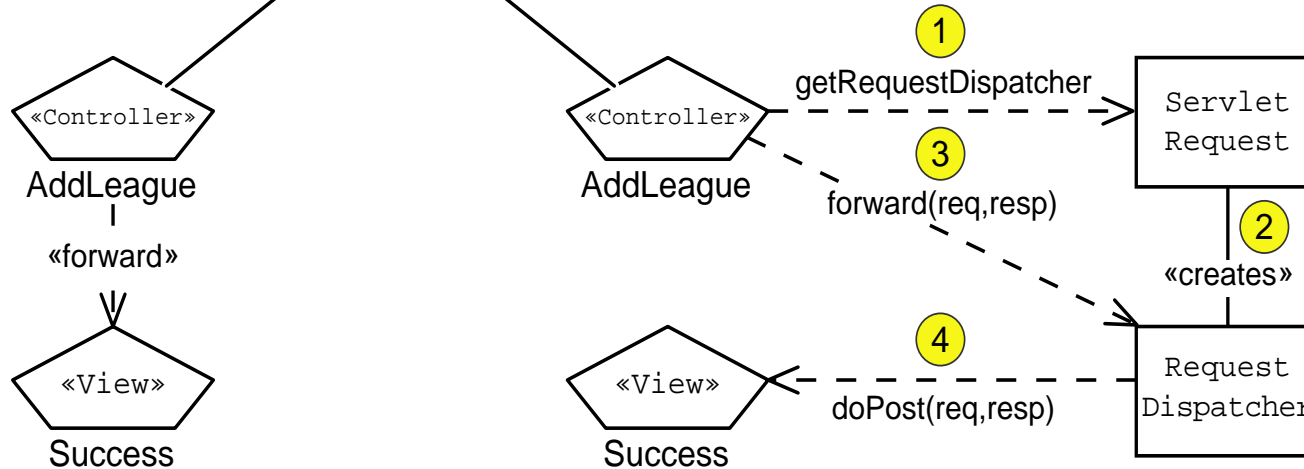 «Controller»
AddLeague
«forward»
«View»
Success
«Controller»
AddLeague
1
getRequestDispatcher
Servlet
Request
3
forward(req,resp)
2
«creates»
4
doPost(req,resp)
«View»
Success
Request
Dispatcher